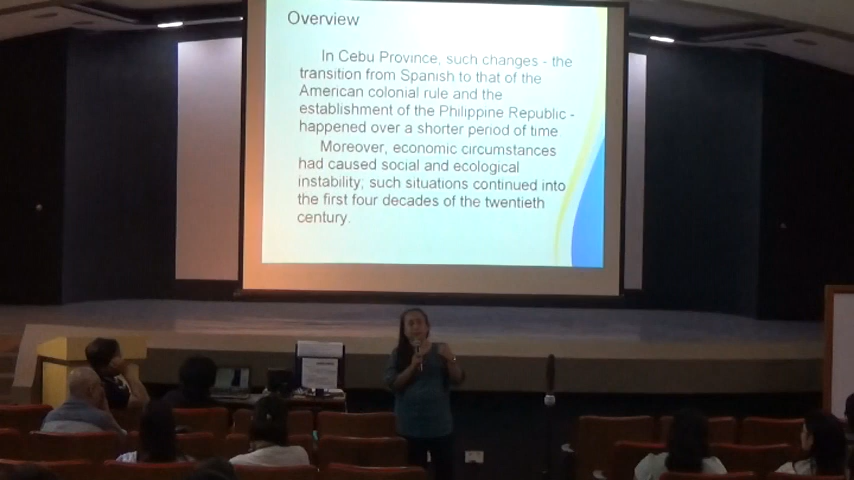 Overview
In Cebu Province, such changes - the
transition from Spanish to that of the
American colonial rule and the
establishment of the Philippine Republic -
happened over a shorter period of time
Moreover, economic circumstances
had caused social and ecological
instability; such situations continued into
the first four decades of the twentieth
century.